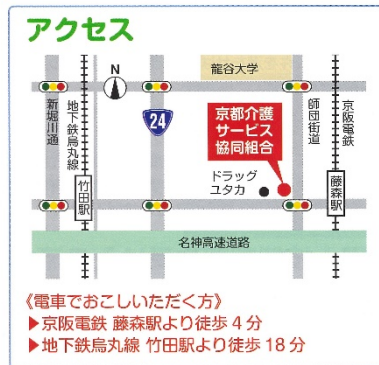 アクセス
龍谷大学
N
新堀川通
地下鉄烏丸線
24
京都介護
サービス
協同組合
師団街道
京阪電鉄
ドラッグ
ユタカ
竹田駅
藤森駅
名神高速道路
《電車でおこしいただく方》
▶京阪電鉄 藤森駅より徒歩4分
▶地下鉄烏丸線 竹田駅より徒歩18分